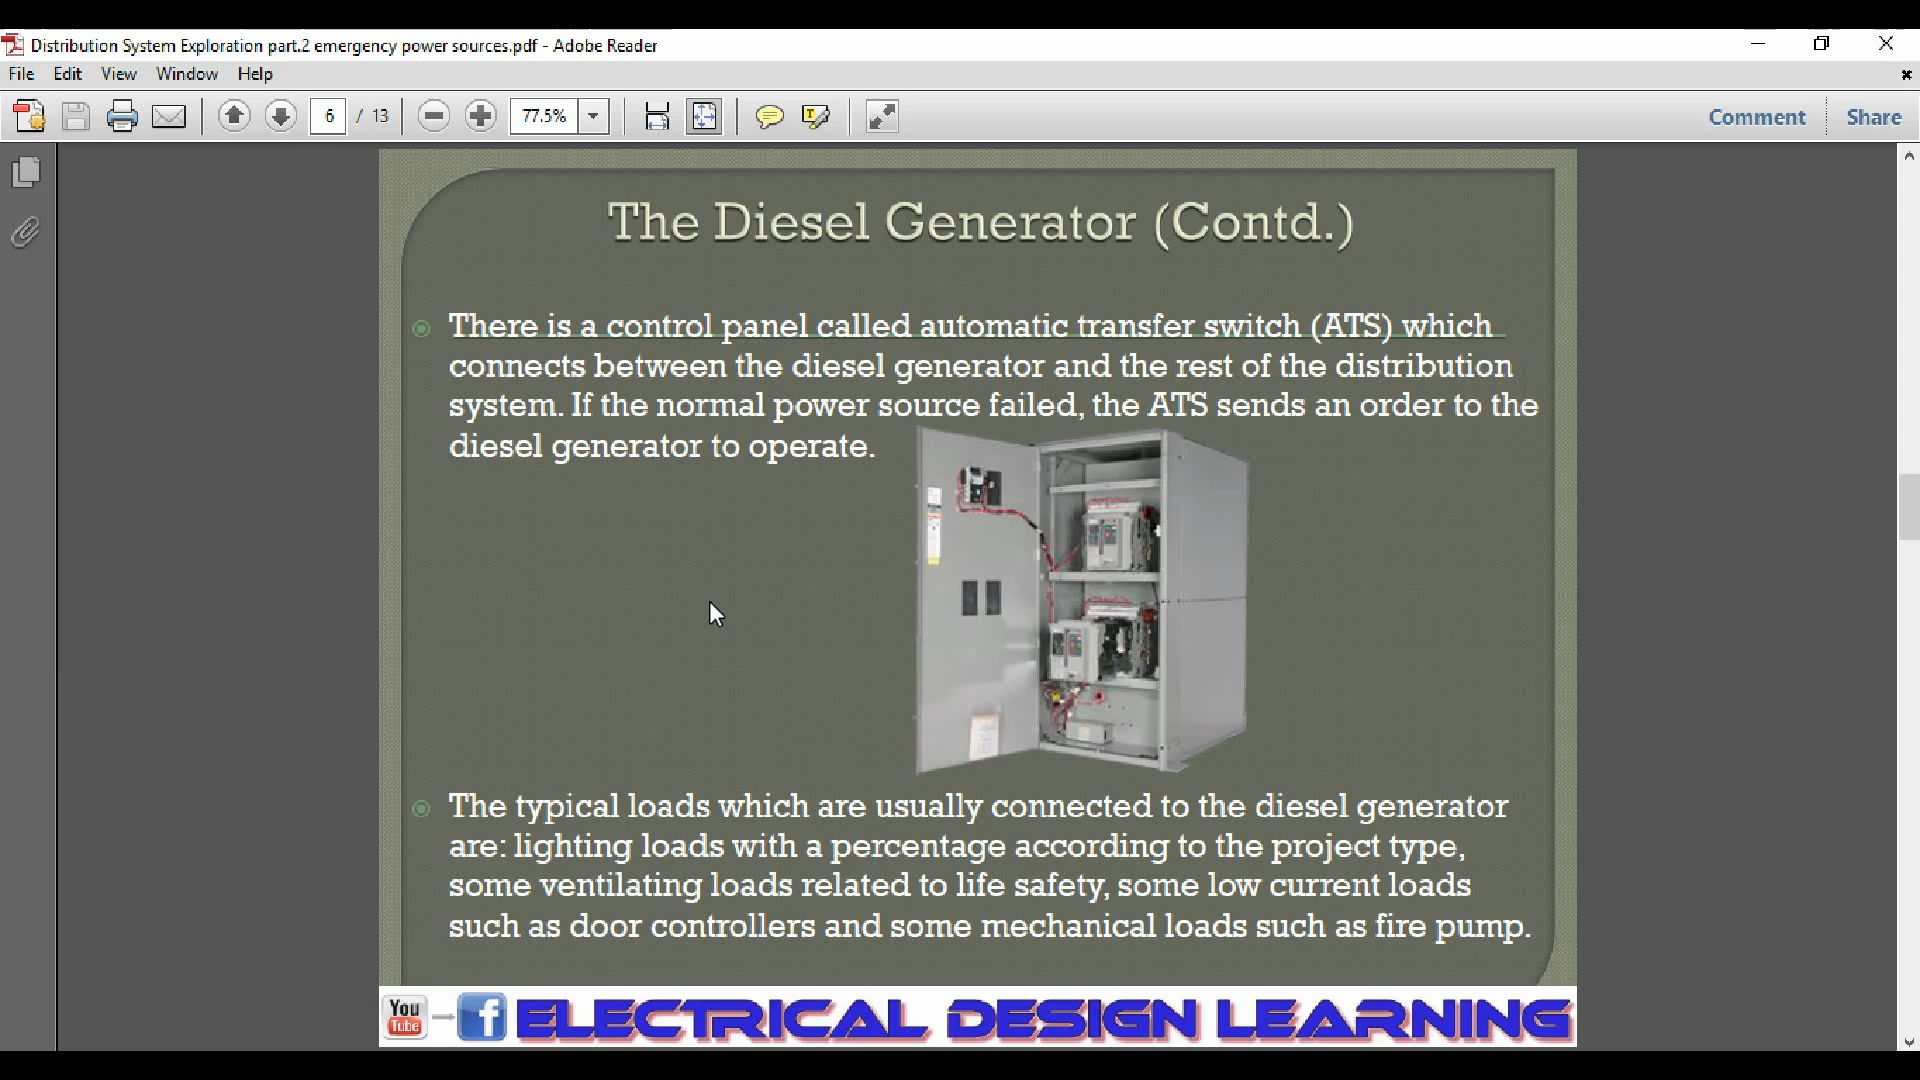 Distribution System Exploration part.2 emergency power sources.pdf - Adobe Reader
File Edit View Window Help
6 / 13 77.5% Comment Share
The Diesel Generator (Contd.)
There is a control panel called automatic transfer switch (ATS) which
connects between the diesel generator and the rest of the distribution
system. If the normal power source failed, the ATS sends an order to the
diesel generator to operate.
The typical loads which are usually connected to the diesel generator
are: lighting loads with a percentage according to the project type,
some ventilating loads related to life safety, some low current loads
such as door controllers and some mechanical loads such as fire pump.
You Tube f ELECTRICAL DESIGN LEARNING